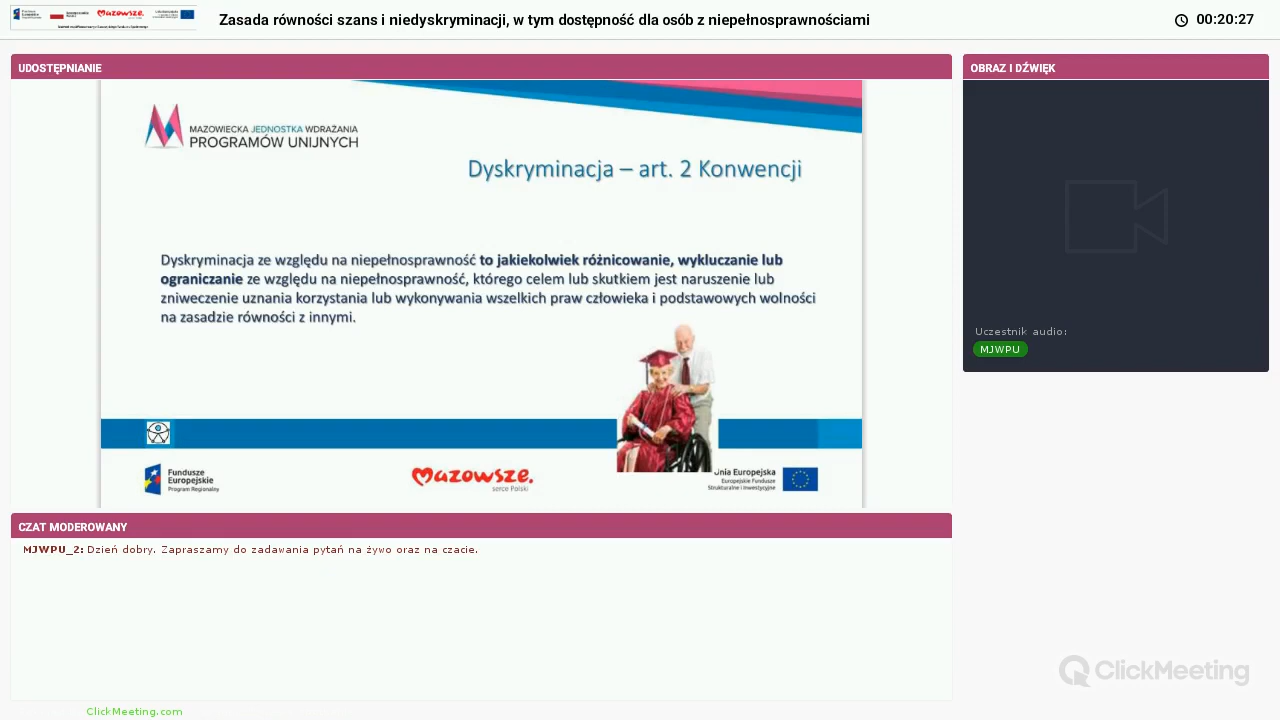 Zasada równości szans i niedyskryminacji, w tym dostępność dla osób z niepełnosprawnościami
00:20:27
UDOSTĘPNIANIE
OBRAZ I DŹWIĘK
MAZOWIECKA JEDNOSTKA WDRAŻANIA
PROGRAMÓW UNIJNYCH
Dyskryminacja – art. 2 Konwencji
Dyskryminacja ze względu na niepełnosprawność to jakiekolwiek różnicowanie, wykluczanie lub
ograniczanie ze względu na niepełnosprawność, którego celem lub skutkiem jest naruszenie lub
zniweczenie uznania korzystania lub wykonywania wszelkich praw człowieka i podstawowych wolności
na zasadzie równości z innymi.
Uczestnik audio:
MJWPU
Fundusze
Europejskie
Program Regionalny
mazowsze.
serce Polski
Unia Europejska
Europejskie Fundusze
Strukturalne i Inwestycyjne
CZAT MODEROWANY
MJWPU_2: Dzień dobry. Zapraszamy do zadawania pytań na żywo oraz na czacie.
ClickMeeting
ClickMeeting.com